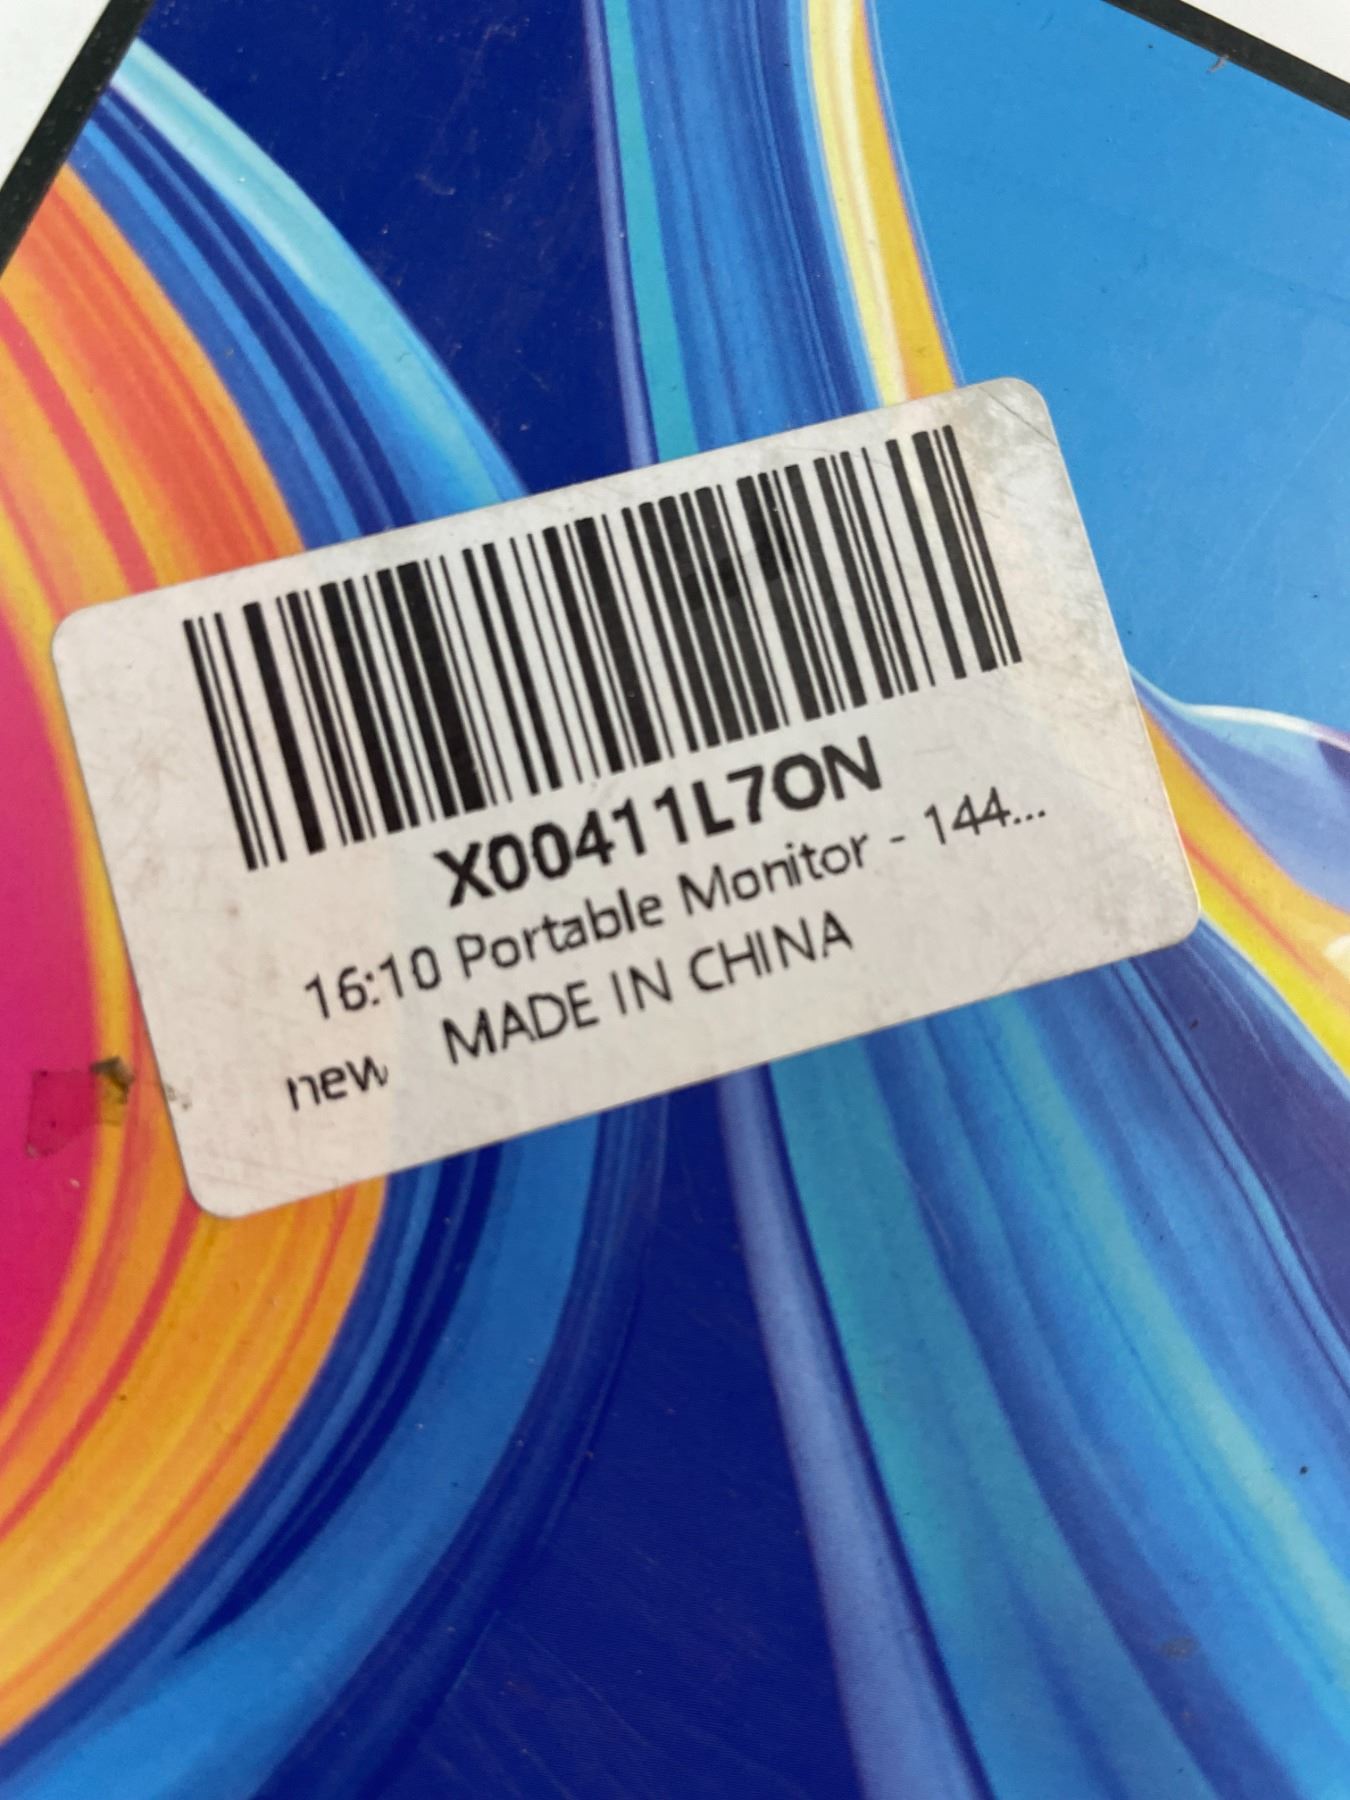 X00411L7ON
16:10 Portable Monitor - 144...
new MADE IN CHINA